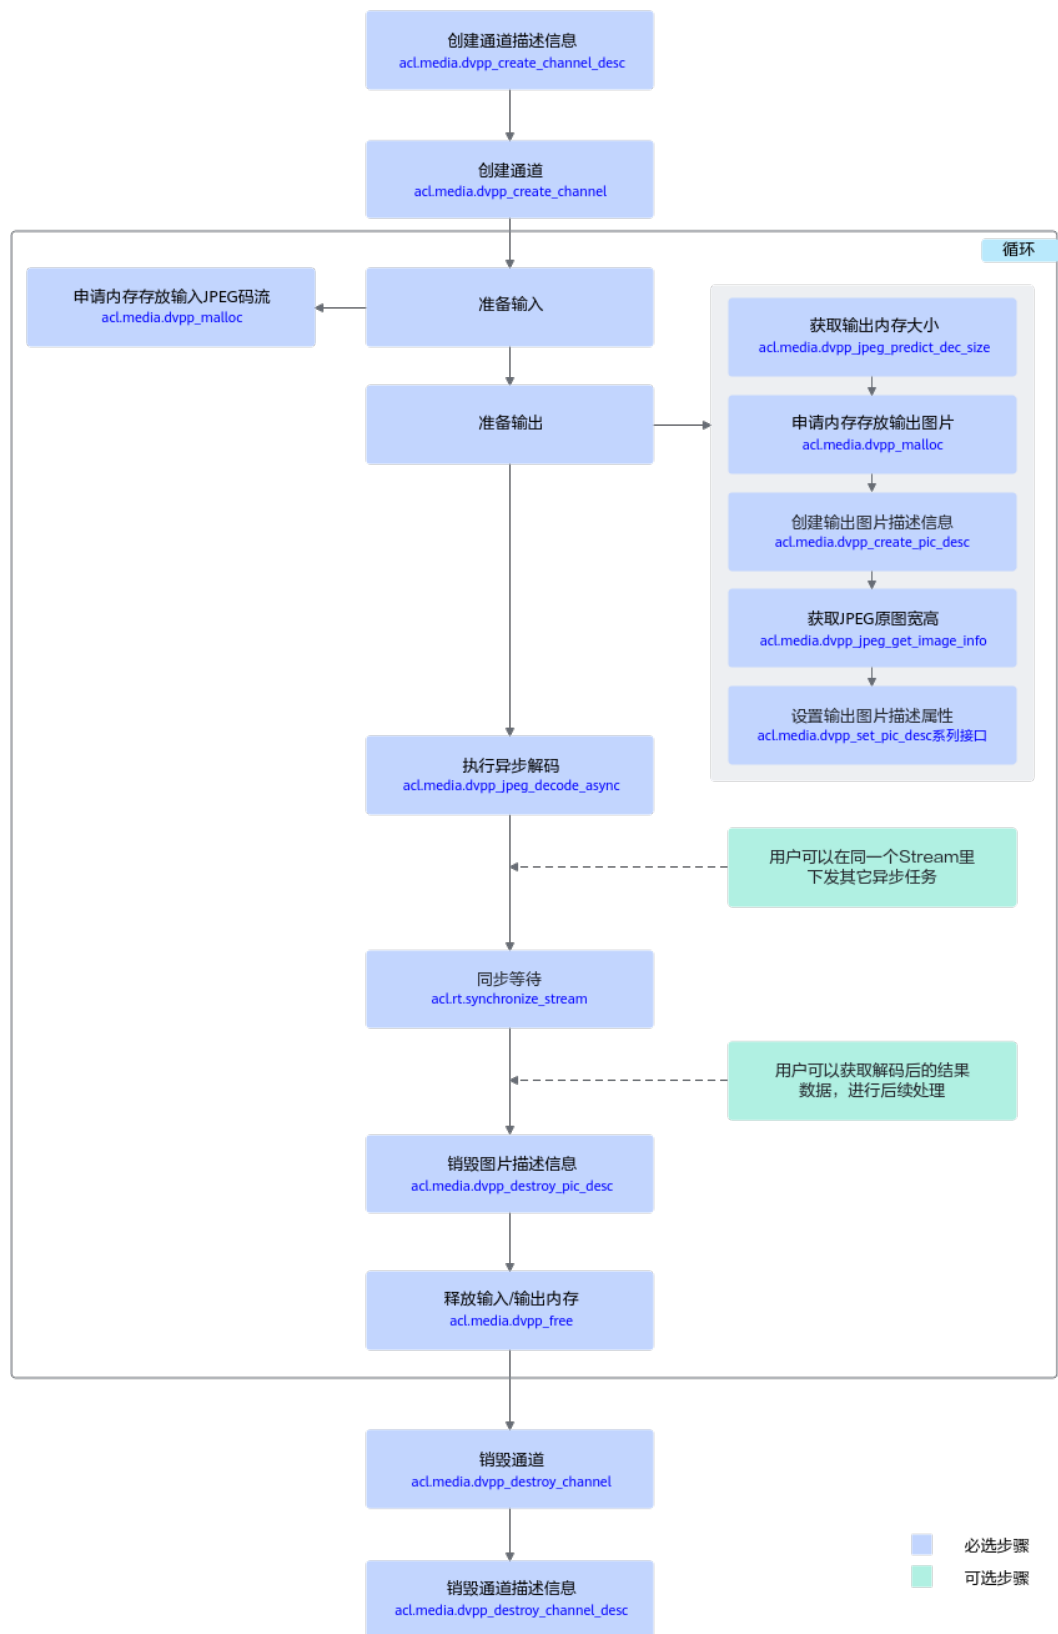 创建通道描述信息
acl.media.dvpp_create_channel_desc
创建通道
acl.media.dvpp_create_channel
循环
准备输入
申请内存存放输入JPEG码流
acl.media.dvpp_malloc
准备输出
获取输出内存大小
acl.media.dvpp_jpeg_predict_dec_size
申请内存存放输出图片
acl.media.dvpp_malloc
创建输出图片描述信息
acl.media.dvpp_create_pic_desc
获取JPEG原图宽高
acl.media.dvpp_jpeg_get_image_info
设置输出图片描述属性
acl.media.dvpp_set_pic_desc系列接口
执行异步解码
acl.media.dvpp_jpeg_decode_async
用户可以在同一个Stream里
下发其它异步任务
同步等待
acl.rt.synchronize_stream
用户可以获取解码后的结果
数据，进行后续处理
销毁图片描述信息
acl.media.dvpp_destroy_pic_desc
释放输入/输出内存
acl.media.dvpp_free
销毁通道
acl.media.dvpp_destroy_channel
销毁通道描述信息
acl.media.dvpp_destroy_channel_desc
必选步骤
可选步骤